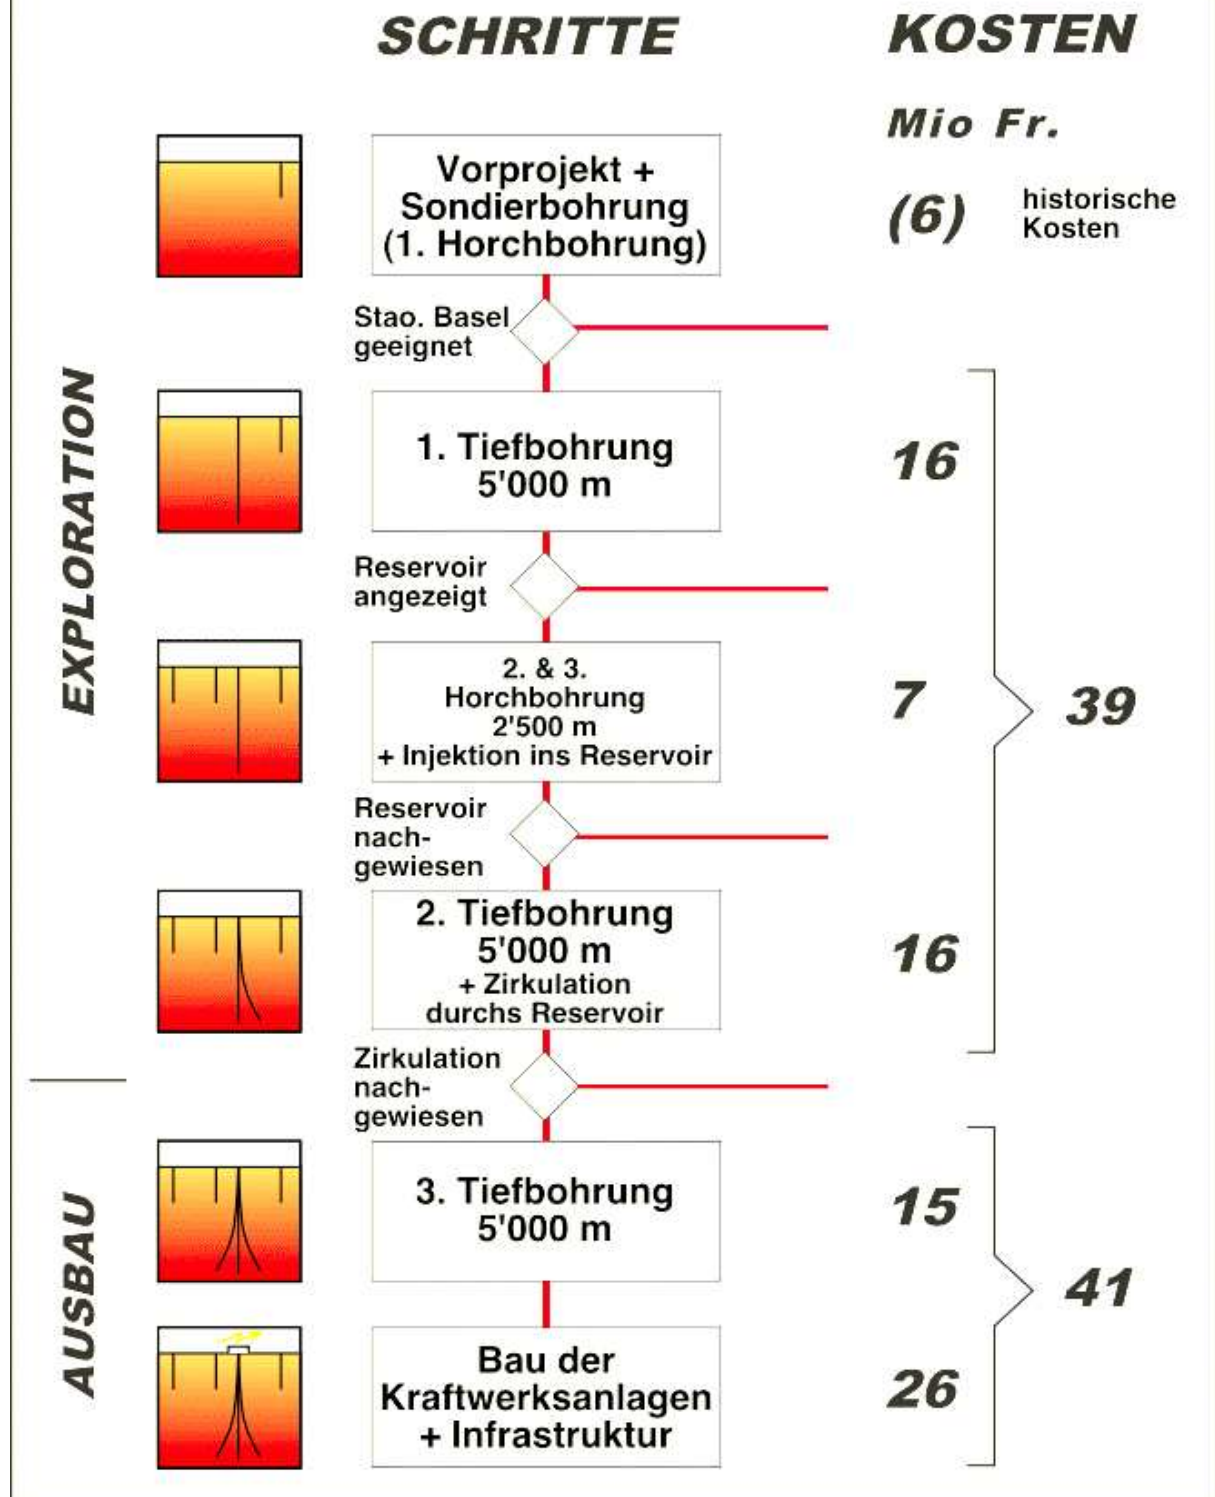 SCHRITTE
KOSTEN
Mio Fr.
EXPLORATION
Vorprojekt +
Sondierbohrung
(1. Horchbohrung)
(6)
historische
Kosten
Stao. Basel
geeignet
1. Tiefbohrung
5'000 m
16
Reservoir
angezeigt
2. & 3.
Horchbohrung
2'500 m
+ Injektion ins Reservoir
7
39
Reservoir
nach-
gewiesen
2. Tiefbohrung
5'000 m
+ Zirkulation
durchs Reservoir
16
Zirkulation
nach-
gewiesen
AUSBAU
3. Tiefbohrung
5'000 m
15
41
Bau der
Kraftwerksanlagen
+ Infrastruktur
26